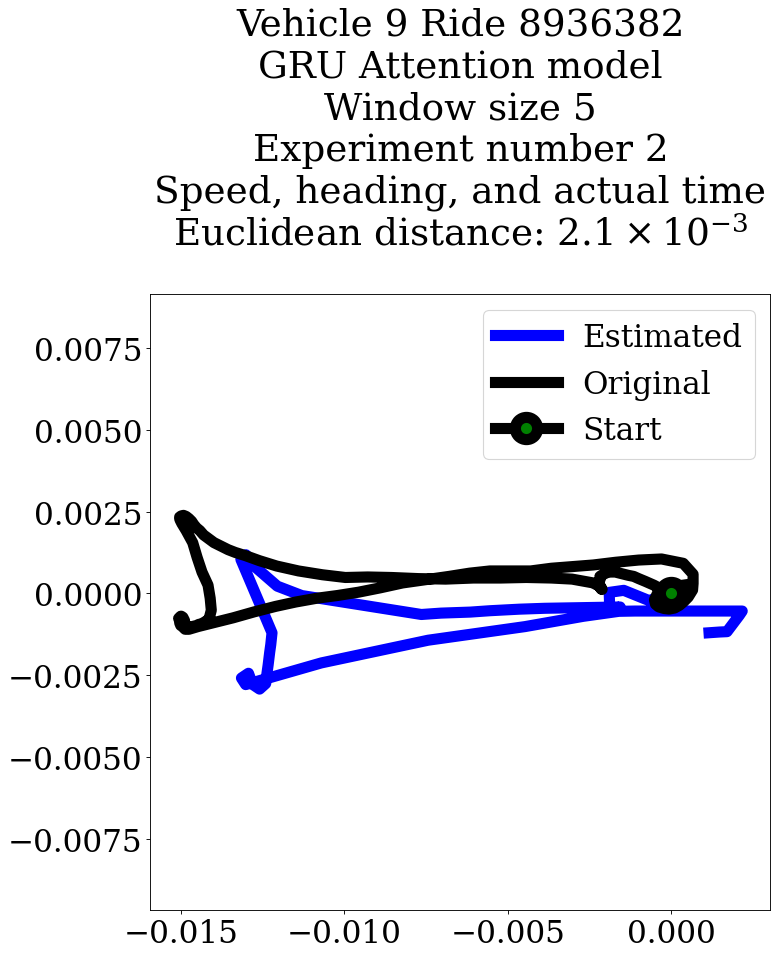 Vehicle 9 Ride 8936382
GRU Attention model
Window size 5
Experiment number 2
Speed, heading, and actual time
Euclidean distance: 2.1 × 10⁻³
Estimated
Original
Start
0.0075
0.0050
0.0025
0.0000
−0.0025
−0.0050
−0.0075
−0.015 −0.010 −0.005 0.000